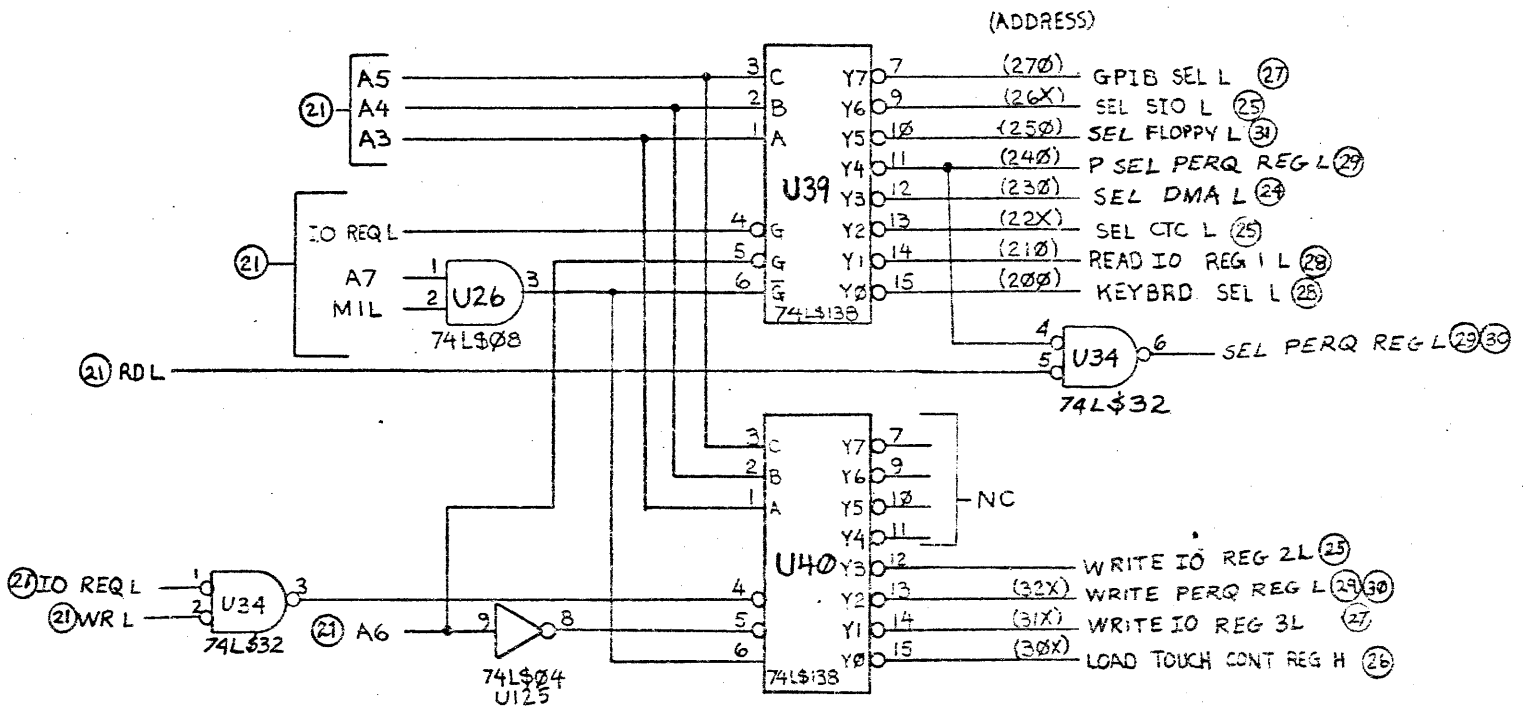 (ADDRESS)
A5 3 C Y7 7 (270) GPIB SEL L 27
21 A4 2 B Y6 9 (26X) SEL SIO L 25
A3 1 A Y5 10 (250) SEL FLOPPY L 31
Y4 11 (240) P SEL PERQ REG L 29
U39 Y3 12 (230) SEL DMA L 24
IO REQ L 4 G Y2 13 (22X) SEL CTC L 25
21 5 G Y1 14 (210) READ IO REG 1 L 28
A7 1 U26 3 6 G Y0 15 (200) KEYBRD SEL L 28
M1L 2
74LS08 74LS138
4 U34 6 SEL PERQ REG L 29 30
21 RDL 5
74LS32
3 C Y7 7
2 B Y6 9
1 A Y5 10 NC
Y4 11
U40 Y3 12 WRITE IO REG 2L 25
21 IO REQ L 1 U34 3 4 Y2 13 (32X) WRITE PERQ REG L 29 30
21 WR L 2
74LS32 21 A6 9 8 5 Y1 14 (31X) WRITE IO REG 3L 27
6 Y0 15 (30X) LOAD TOUCH CONT REG H 26
74LS04 74LS138
U125